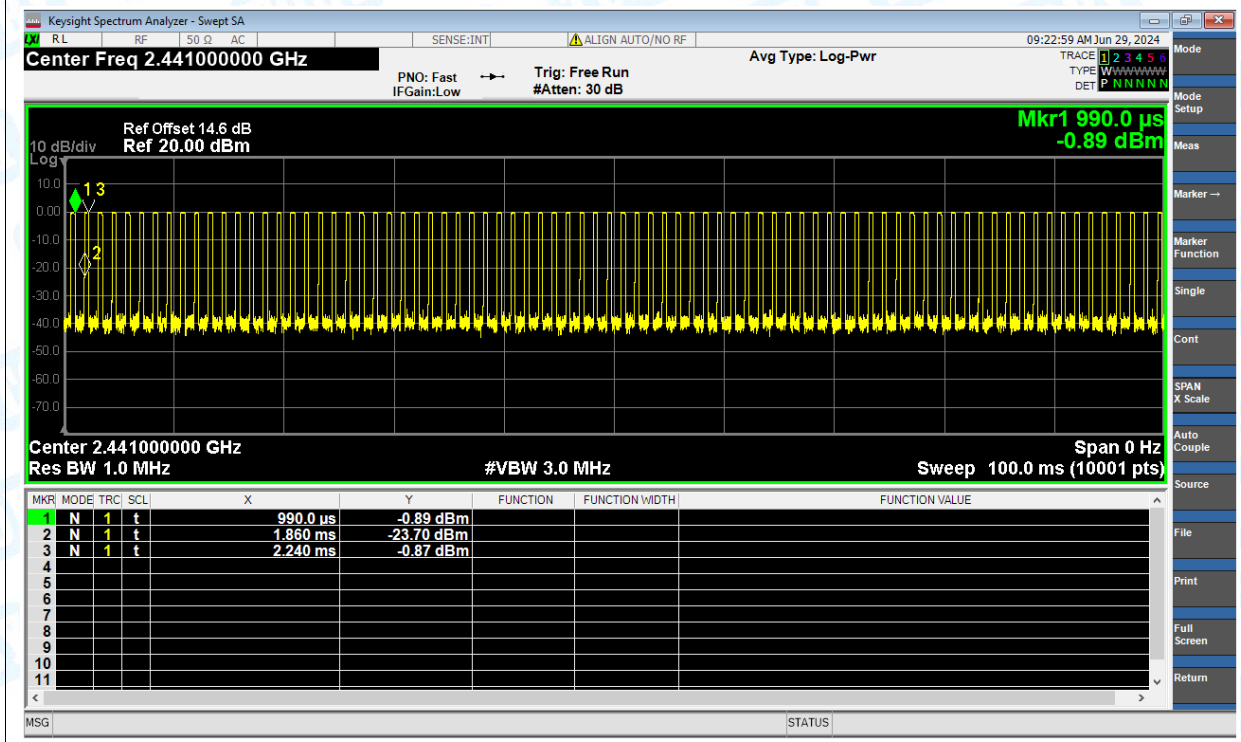 Keysight Spectrum Analyzer - Swept SA
LXI RL RF 50 Ω AC SENSE:INT ALIGN AUTO/NO RF 09:22:59 AM Jun 29, 2024
Center Freq 2.441000000 GHz Avg Type: Log-Pwr TRACE 1 2 3 4 5 6
PNO: Fast Trig: Free Run TYPE WWWWWW
IFGain:Low #Atten: 30 dB DET P N N N N N
Mkr1 990.0 µs
-0.89 dBm
Ref Offset 14.6 dB
10 dB/div Ref 20.00 dBm
Log
10.0
0.00
-10.0
-20.0
-30.0
-40.0
-50.0
-60.0
-70.0
1 3
2
Center 2.441000000 GHz Span 0 Hz
Res BW 1.0 MHz #VBW 3.0 MHz Sweep 100.0 ms (10001 pts)
MKR MODE TRC SCL X Y FUNCTION FUNCTION WIDTH FUNCTION VALUE
1 N 1 t 990.0 µs -0.89 dBm
2 N 1 t 1.860 ms -23.70 dBm
3 N 1 t 2.240 ms -0.87 dBm
4
5
6
7
8
9
10
11
MSG STATUS
Mode
Mode
Setup
Meas
Marker →
Marker
Function
Single
Cont
SPAN
X Scale
Auto
Couple
Source
File
Print
Full
Screen
Return